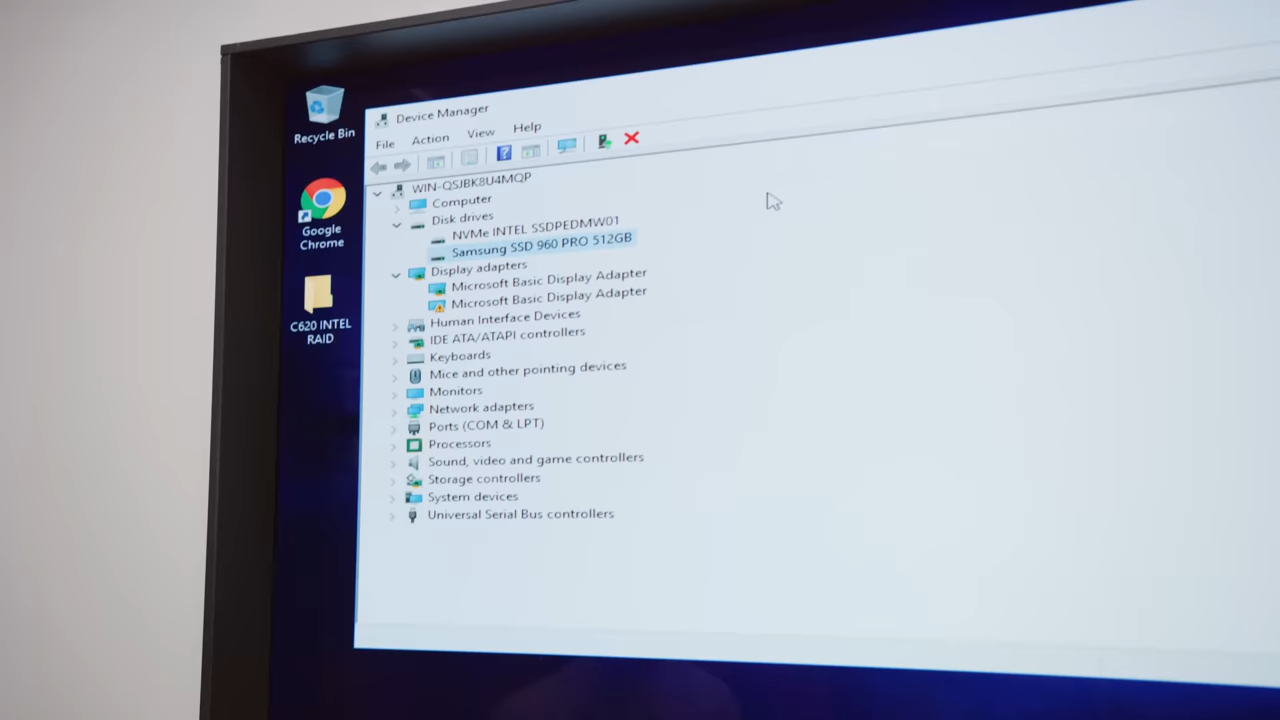 Recycle Bin
Google
Chrome
C620 INTEL
RAID
Device Manager
File Action View Help
WIN-QSJBK8U4MQP
Computer
Disk drives
NVMe INTEL SSDPEDMW01
Samsung SSD 960 PRO 512GB
Display adapters
Microsoft Basic Display Adapter
Microsoft Basic Display Adapter
Human Interface Devices
IDE ATA/ATAPI controllers
Keyboards
Mice and other pointing devices
Monitors
Network adapters
Ports (COM & LPT)
Processors
Sound, video and game controllers
Storage controllers
System devices
Universal Serial Bus controllers